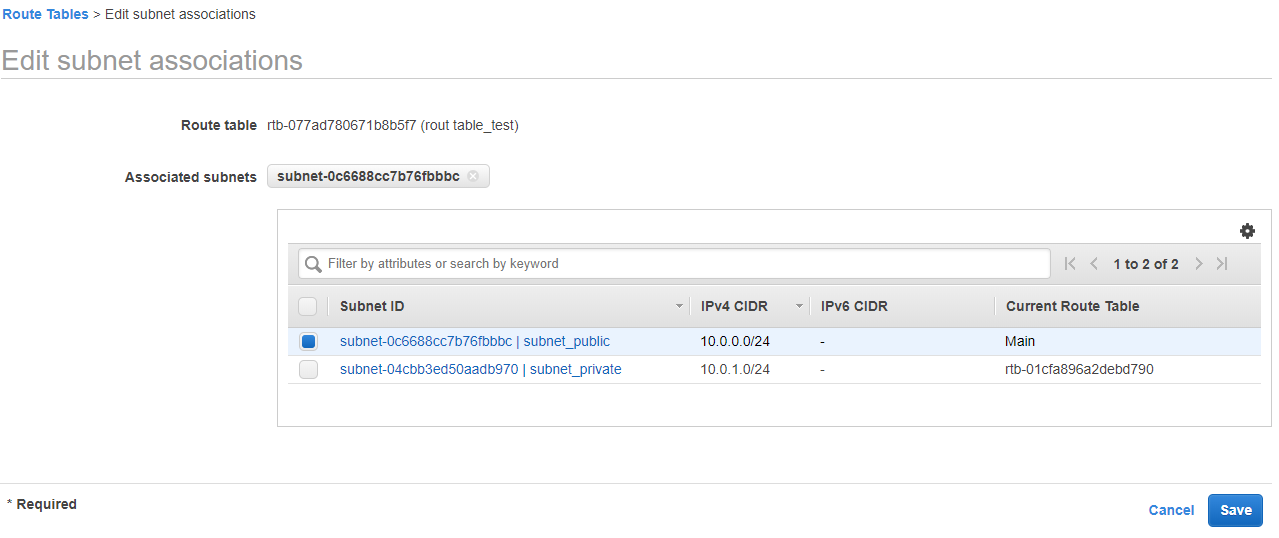 Route Tables > Edit subnet associations
Edit subnet associations
Route table rtb-077ad780671b8b5f7 (rout table_test)
Associated subnets subnet-0c6688cc7b76fbbbc
Filter by attributes or search by keyword 1 to 2 of 2
Subnet ID IPv4 CIDR IPv6 CIDR Current Route Table
subnet-0c6688cc7b76fbbbc | subnet_public 10.0.0.0/24 - Main
subnet-04cbb3ed50aadb970 | subnet_private 10.0.1.0/24 - rtb-01cfa896a2debd790
* Required Cancel Save